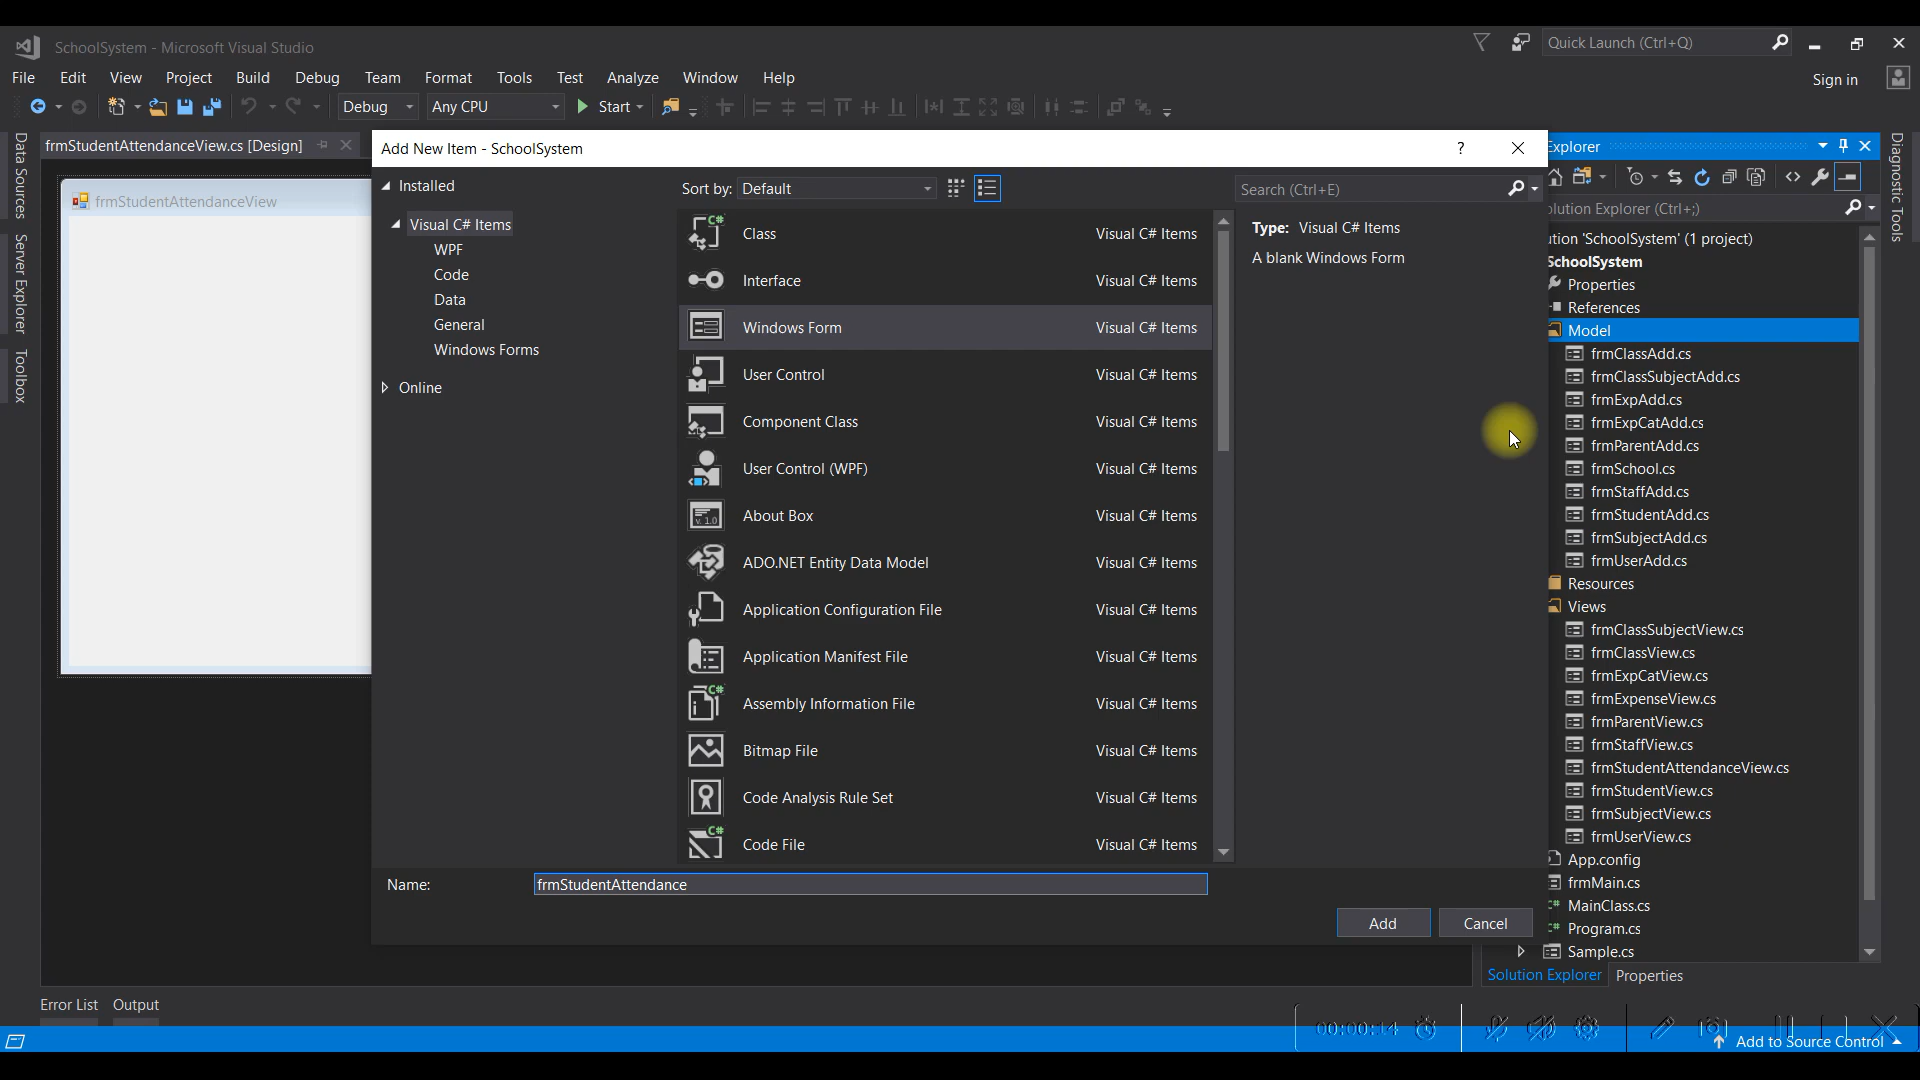 SchoolSystem - Microsoft Visual Studio
Quick Launch (Ctrl+Q)
File Edit View Project Build Debug Team Format Tools Test Analyze Window Help
Sign in
Debug Any CPU Start
Data Sources
Server Explorer
Toolbox
frmStudentAttendanceView.cs [Design]
frmStudentAttendanceView
Add New Item - SchoolSystem
?
Installed
Visual C# Items
WPF
Code
Data
General
Windows Forms
Online
Sort by: Default
Search (Ctrl+E)
Class Visual C# Items
Interface Visual C# Items
Windows Form Visual C# Items
User Control Visual C# Items
Component Class Visual C# Items
User Control (WPF) Visual C# Items
About Box Visual C# Items
ADO.NET Entity Data Model Visual C# Items
Application Configuration File Visual C# Items
Application Manifest File Visual C# Items
Assembly Information File Visual C# Items
Bitmap File Visual C# Items
Code Analysis Rule Set Visual C# Items
Code File Visual C# Items
Type: Visual C# Items
A blank Windows Form
Name: frmStudentAttendance
Add Cancel
Explorer
olution Explorer (Ctrl+;)
ution 'SchoolSystem' (1 project)
SchoolSystem
Properties
References
Model
frmClassAdd.cs
frmClassSubjectAdd.cs
frmExpAdd.cs
frmExpCatAdd.cs
frmParentAdd.cs
frmSchool.cs
frmStaffAdd.cs
frmStudentAdd.cs
frmSubjectAdd.cs
frmUserAdd.cs
Resources
Views
frmClassSubjectView.cs
frmClassView.cs
frmExpCatView.cs
frmExpenseView.cs
frmParentView.cs
frmStaffView.cs
frmStudentAttendanceView.cs
frmStudentView.cs
frmSubjectView.cs
frmUserView.cs
App.config
frmMain.cs
MainClass.cs
Program.cs
Sample.cs
Solution Explorer Properties
Diagnostic Tools
Error List Output
00:00:14
Add to Source Control